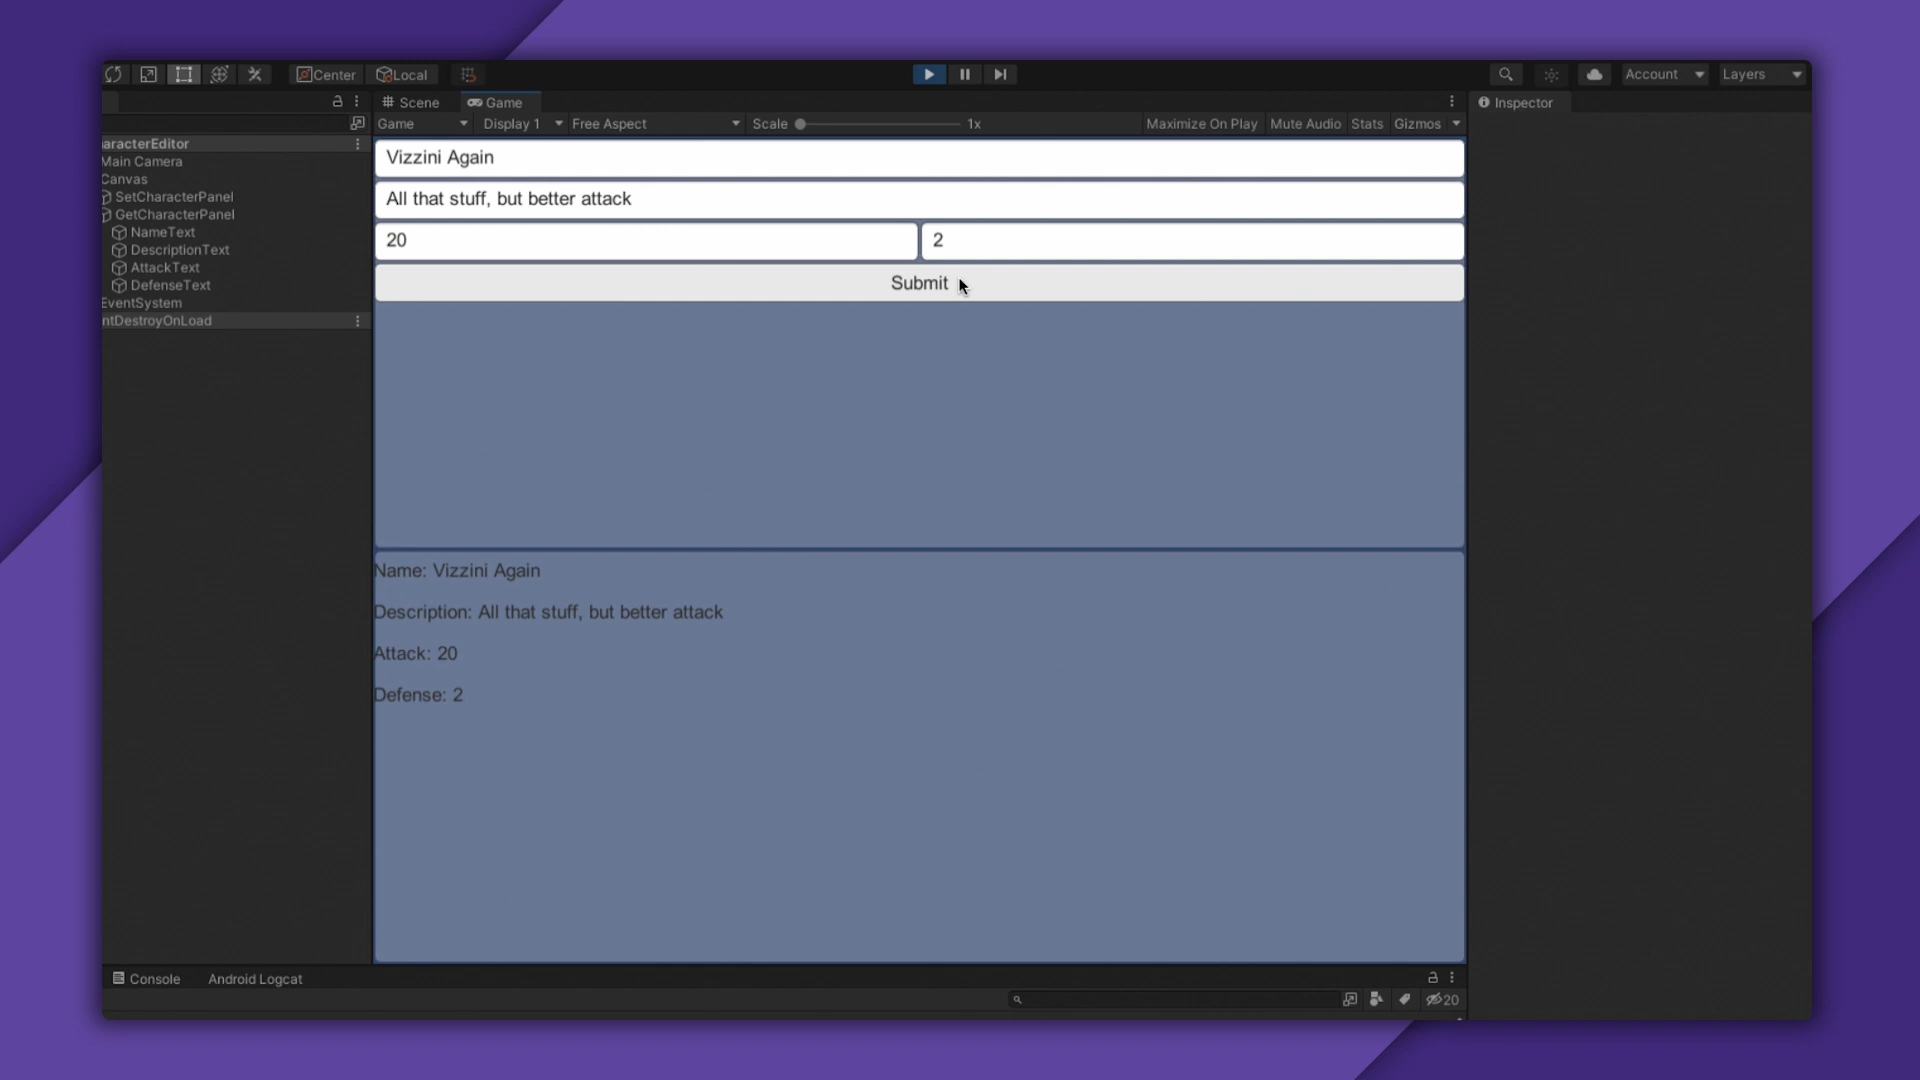 Center
Local
Account
Layers
Scene
Game
Inspector
Game
Display 1
Free Aspect
Scale
1x
Maximize On Play
Mute Audio
Stats
Gizmos
aracterEditor
Main Camera
Canvas
SetCharacterPanel
GetCharacterPanel
NameText
DescriptionText
AttackText
DefenseText
EventSystem
ntDestroyOnLoad
Vizzini Again
All that stuff, but better attack
20
2
Submit
Name: Vizzini Again
Description: All that stuff, but better attack
Attack: 20
Defense: 2
Console
Android Logcat
20